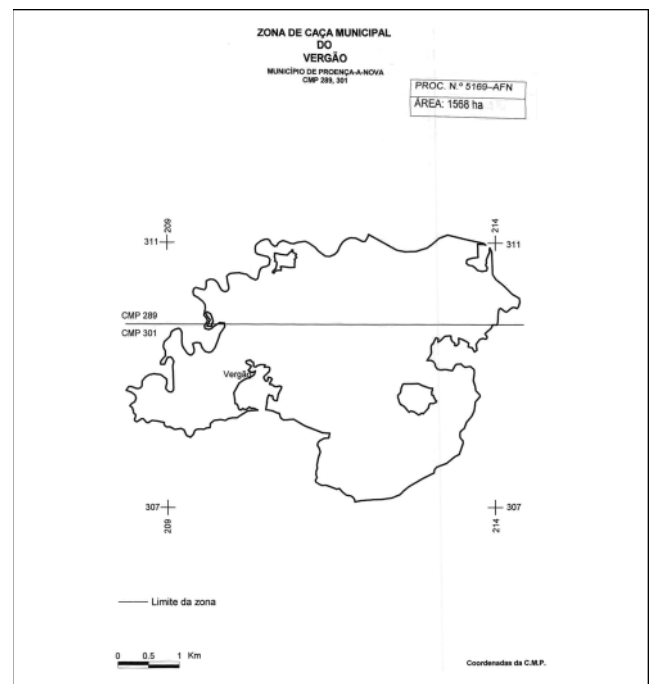 ZONA DE CAÇA MUNICIPAL
DO
VERGÃO
MUNICÍPIO DE PROENÇA-A-NOVA
CMP 289, 301
PROC. N.º 5169–AFN
ÁREA: 1568 ha
209
214
311
311
CMP 289
CMP 301
Vergão
307
307
209
214
Limite da zona
0 0.5 1 Km
Coordenadas da C.M.P.